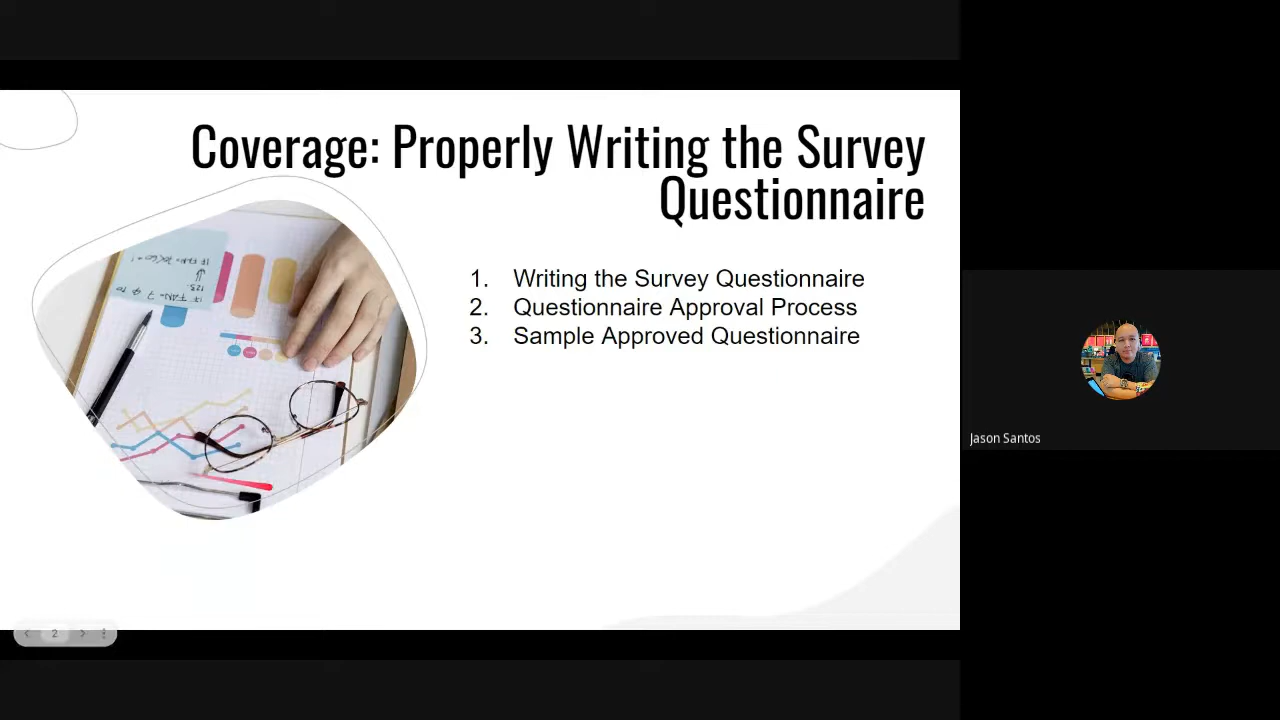 Coverage: Properly Writing the Survey
Questionnaire
1. Writing the Survey Questionnaire
2. Questionnaire Approval Process
3. Sample Approved Questionnaire
Jason Santos
2